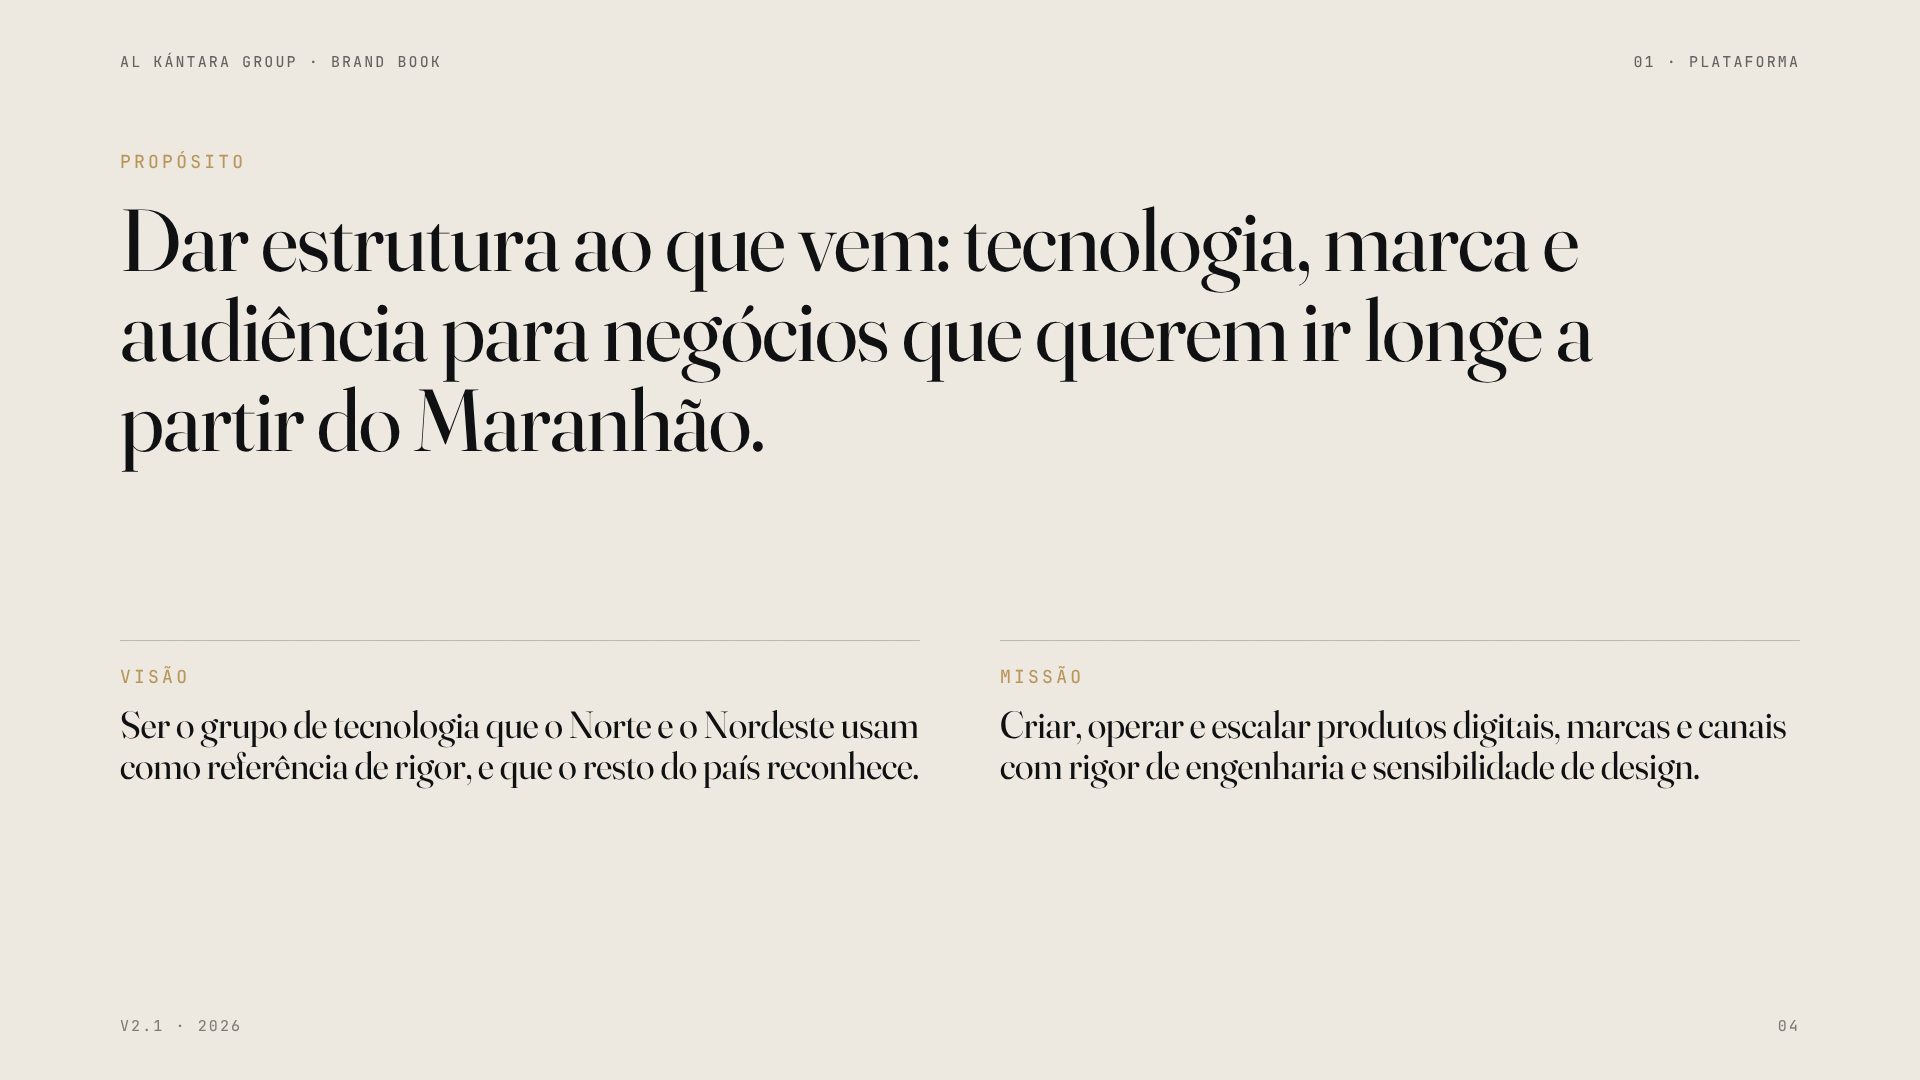 AL KÁNTARA GROUP · BRAND BOOK
01 · PLATAFORMA
PROPÓSITO
Dar estrutura ao que vem: tecnologia, marca e
audiência para negócios que querem ir longe a
partir do Maranhão.
VISÃO
Ser o grupo de tecnologia que o Norte e o Nordeste usam
como referência de rigor, e que o resto do país reconhece.
MISSÃO
Criar, operar e escalar produtos digitais, marcas e canais
com rigor de engenharia e sensibilidade de design.
V2.1 · 2026
04